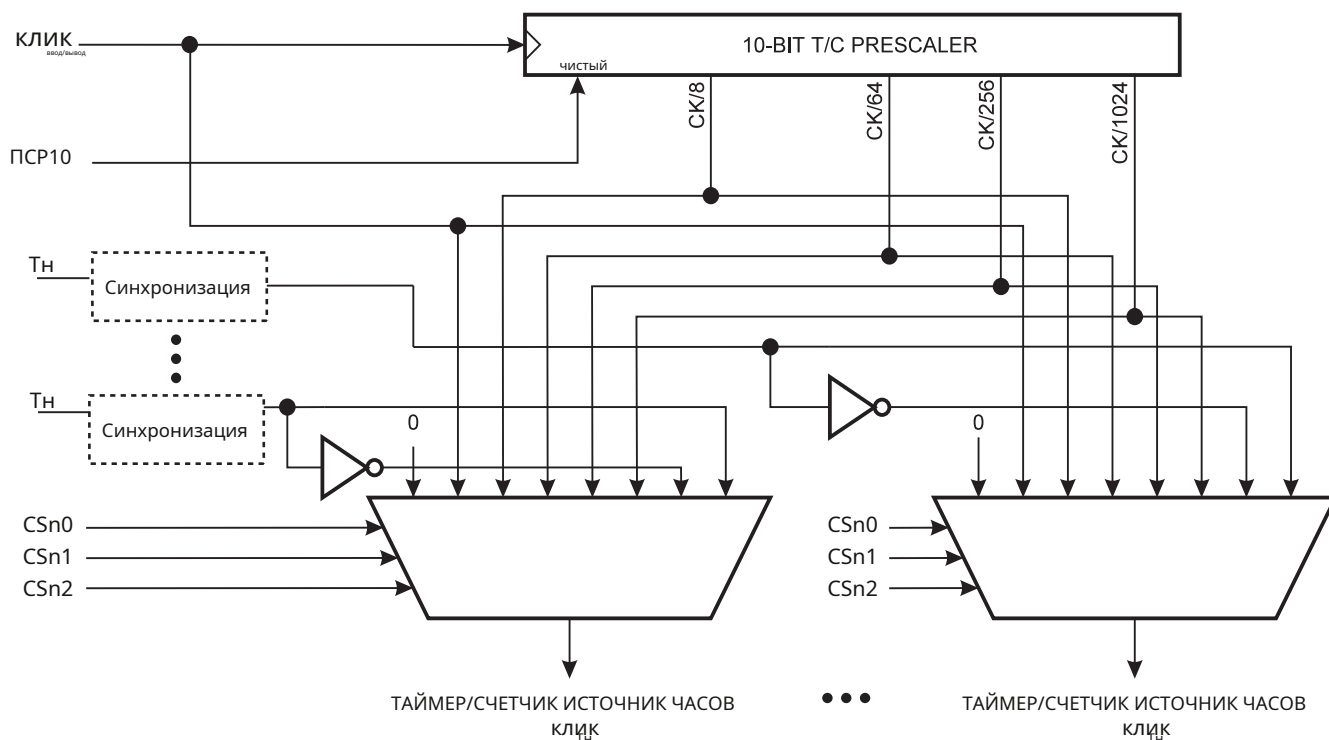 клик
ввод/вывод
10-BIT T/C PRESCALER
чистый
CK/8
CK/64
CK/256
CK/1024
ПСР10
Тн
Синхронизация
Тн
Синхронизация
0
0
CSn0
CSn1
CSn2
CSn0
CSn1
CSn2
ТАЙМЕР/СЧЕТЧИК ИСТОЧНИК ЧАСОВ
клик
ТАЙМЕР/СЧЕТЧИК ИСТОЧНИК ЧАСОВ
клик